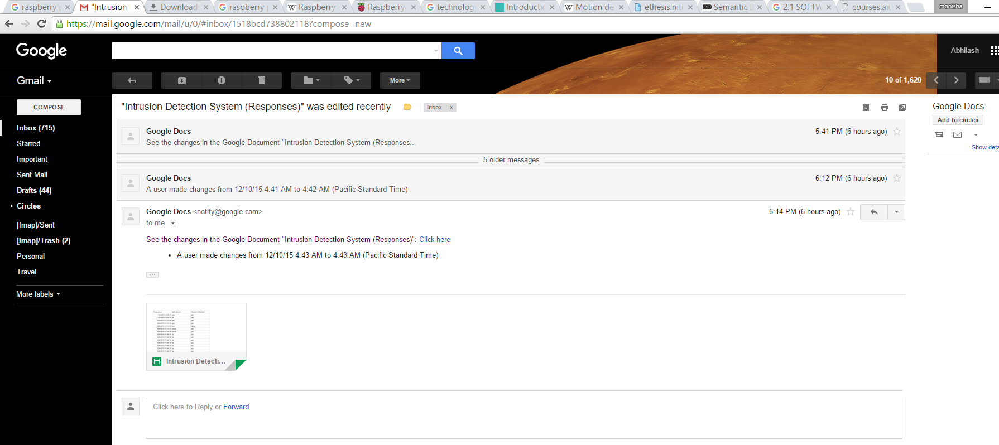 raspberry p
"Intrusion
Download
rasoberry p
Raspberry
Raspberry
technology
Introductio
Motion de
ethesis.nit
Semantic D
2.1 SOFTW
courses.aiu
monisha
https://mail.google.com/mail/u/0/#inbox/1518bcd738802118?compose=new
Google
Abhilash
Gmail
More
10 of 1,620
COMPOSE
Inbox (715)
Starred
Important
Sent Mail
Drafts (44)
Circles
[Imap]/Sent
[Imap]/Trash (2)
Personal
Travel
More labels
"Intrusion Detection System (Responses)" was edited recently
Inbox x
Google Docs
5:41 PM (6 hours ago)
See the changes in the Google Document "Intrusion Detection System (Responses...
5 older messages
Google Docs
6:12 PM (6 hours ago)
A user made changes from 12/10/15 4:41 AM to 4:42 AM (Pacific Standard Time)
Google Docs <notify@google.com>
6:14 PM (6 hours ago)
to me
See the changes in the Google Document "Intrusion Detection System (Responses)": Click here
• A user made changes from 12/10/15 4:43 AM to 4:43 AM (Pacific Standard Time)
Intrusion Detecti...
Click here to Reply or Forward
Google Docs
Add to circles
Show deta